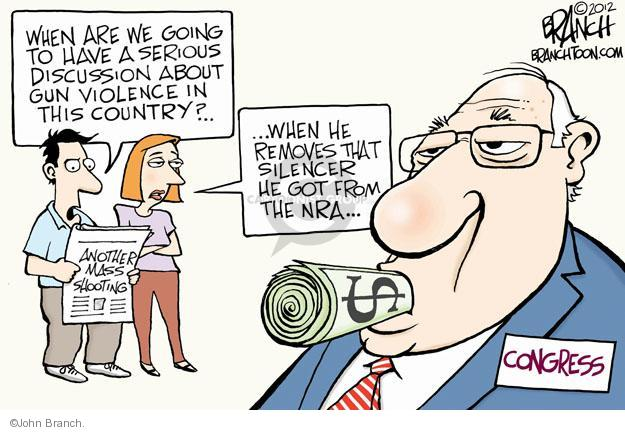 WHEN ARE WE GOING
TO HAVE A SERIOUS
DISCUSSION ABOUT
GUN VIOLENCE IN
THIS COUNTRY?..
...WHEN HE
REMOVES THAT
SILENCER
HE GOT FROM
THE NRA...
ANOTHER
MASS
SHOOTING
$
CONGRESS
©2012
BRANCH
BRANCHTOON.COM
©John Branch.